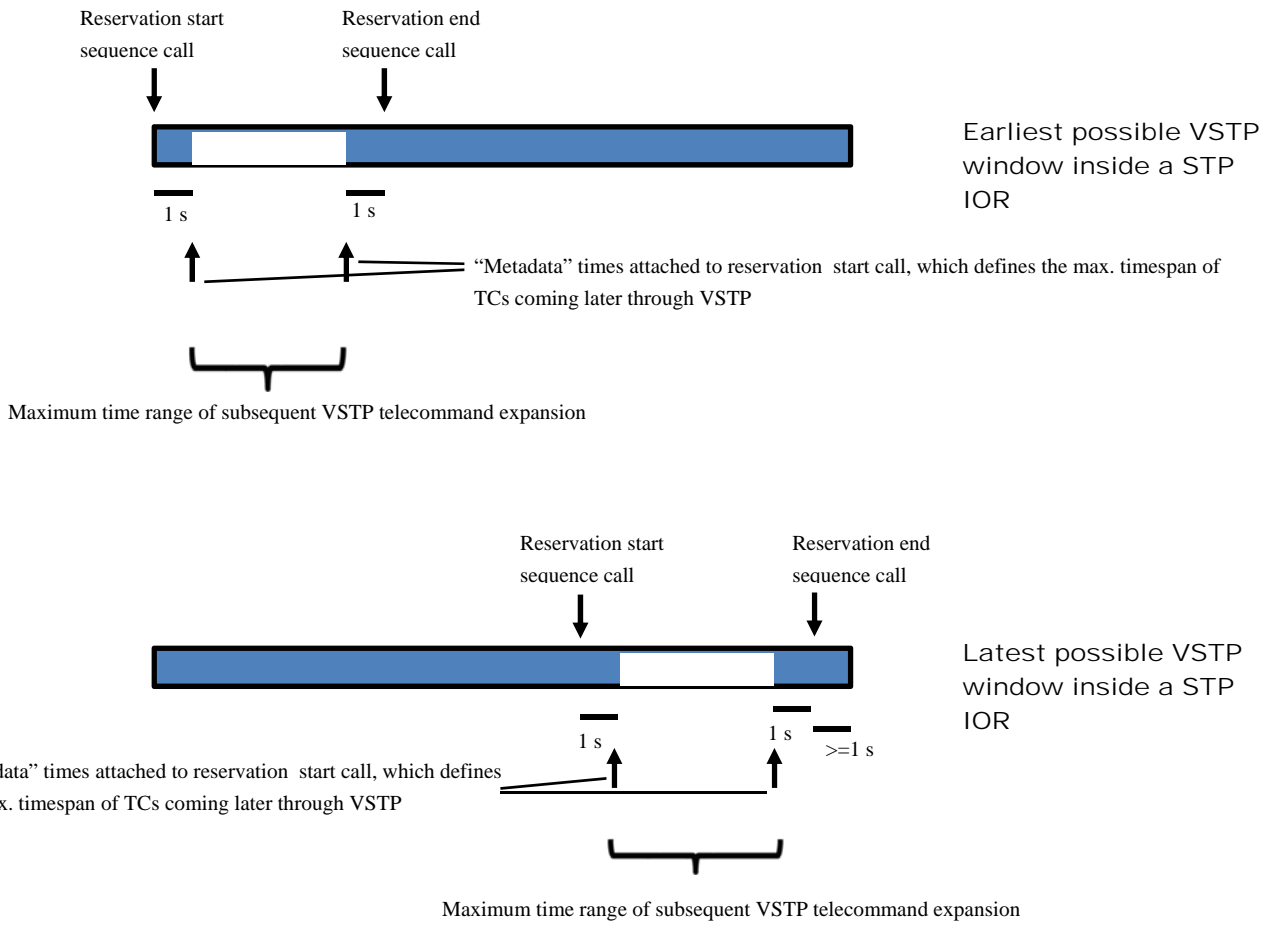 Reservation start
sequence call
Reservation end
sequence call
Earliest possible VSTP
window inside a STP
IOR
1 s
1 s
“Metadata” times attached to reservation start call, which defines the max. timespan of
TCs coming later through VSTP
Maximum time range of subsequent VSTP telecommand expansion
Reservation start
sequence call
Reservation end
sequence call
Latest possible VSTP
window inside a STP
IOR
1 s
1 s
>=1 s
data” times attached to reservation start call, which defines
x. timespan of TCs coming later through VSTP
Maximum time range of subsequent VSTP telecommand expansion